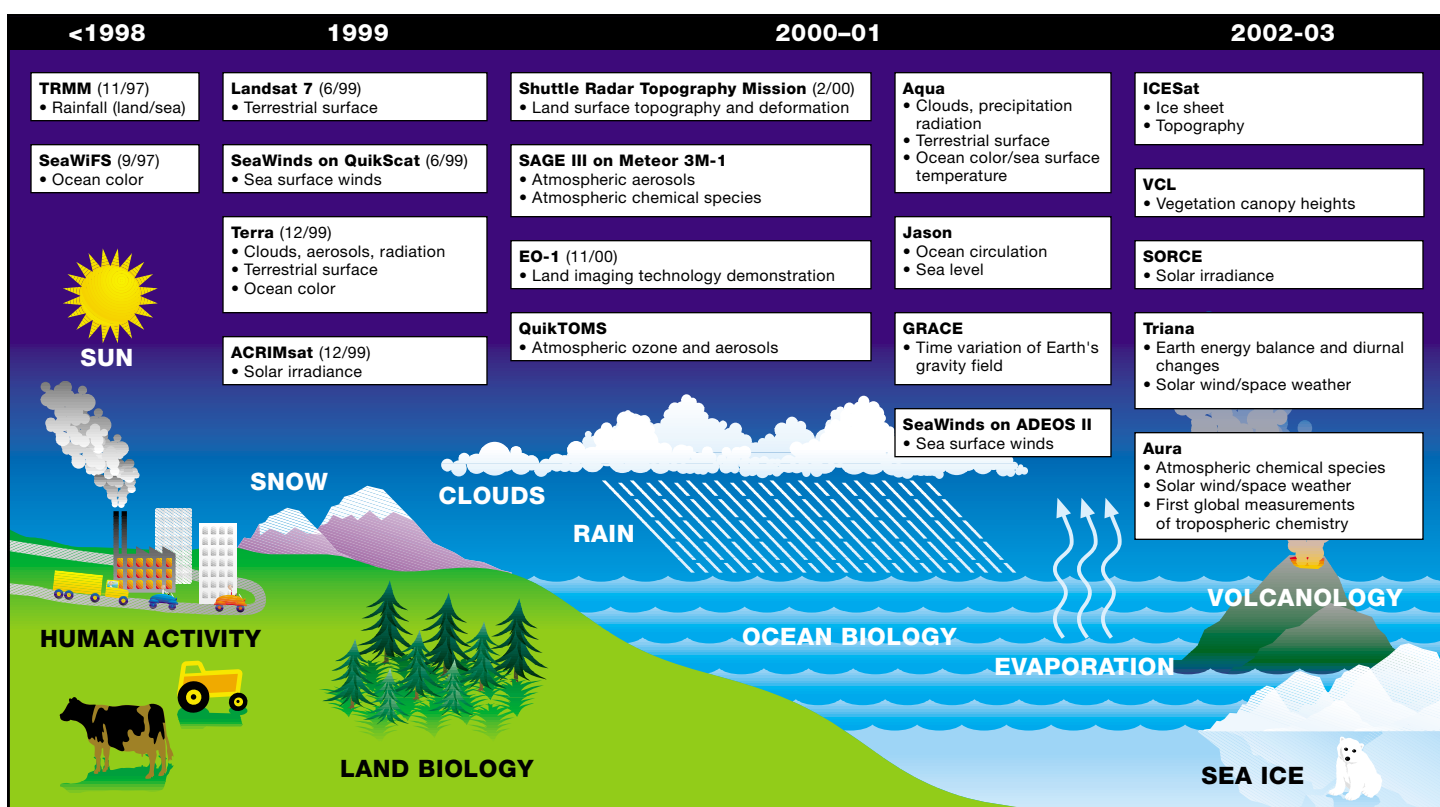 <1998
1999
2000–01
2002-03
TRMM (11/97)
• Rainfall (land/sea)
SeaWiFS (9/97)
• Ocean color
Landsat 7 (6/99)
• Terrestrial surface
SeaWinds on QuikScat (6/99)
• Sea surface winds
Terra (12/99)
• Clouds, aerosols, radiation
• Terrestrial surface
• Ocean color
ACRIMsat (12/99)
• Solar irradiance
Shuttle Radar Topography Mission (2/00)
• Land surface topography and deformation
SAGE III on Meteor 3M-1
• Atmospheric aerosols
• Atmospheric chemical species
EO-1 (11/00)
• Land imaging technology demonstration
QuikTOMS
• Atmospheric ozone and aerosols
Aqua
• Clouds, precipitation
radiation
• Terrestrial surface
• Ocean color/sea surface
temperature
Jason
• Ocean circulation
• Sea level
GRACE
• Time variation of Earth's
gravity field
SeaWinds on ADEOS II
• Sea surface winds
ICESat
• Ice sheet
• Topography
VCL
• Vegetation canopy heights
SORCE
• Solar irradiance
Triana
• Earth energy balance and diurnal
changes
• Solar wind/space weather
Aura
• Atmospheric chemical species
• Solar wind/space weather
• First global measurements
of tropospheric chemistry
SUN
SNOW
CLOUDS
RAIN
HUMAN ACTIVITY
LAND BIOLOGY
OCEAN BIOLOGY
EVAPORATION
VOLCANOLOGY
SEA ICE